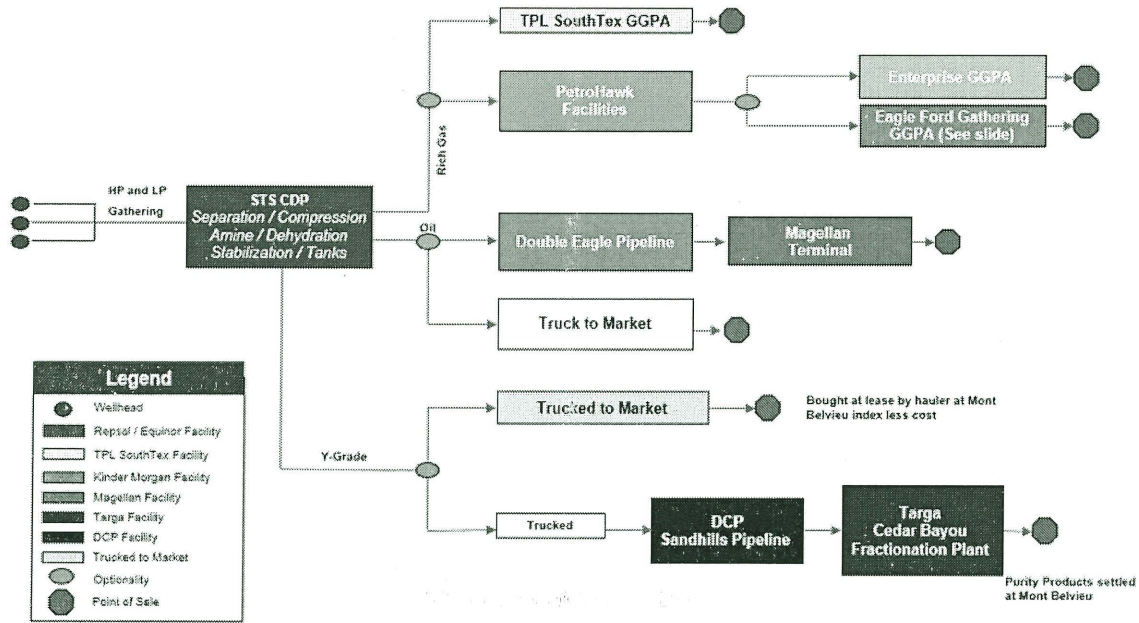 TPL SouthTex GGPA
PetroHawk
Facilities
Enterprise GGPA
Eagle Ford Gathering
GGPA (See slide)
Rich Gas
HP and LP
Gathering
STS CDP
Separation / Compression
Amine / Dehydration
Stabilization / Tanks
Oil
Double Eagle Pipeline
Magellan
Terminal
Truck to Market
Legend
Wellhead
Repsol / Equinor Facility
TPL SouthTex Facility
Kinder Morgan Facility
Magellan Facility
Targa Facility
DCP Facility
Trucked to Market
Optionality
Point of Sale
Y-Grade
Trucked to Market
Bought at lease by hauler at Mont
Belvieu index less cost
Trucked
DCP
Sandhills Pipeline
Targa
Cedar Bayou
Fractionation Plant
Purity Products settled
at Mont Belvieu